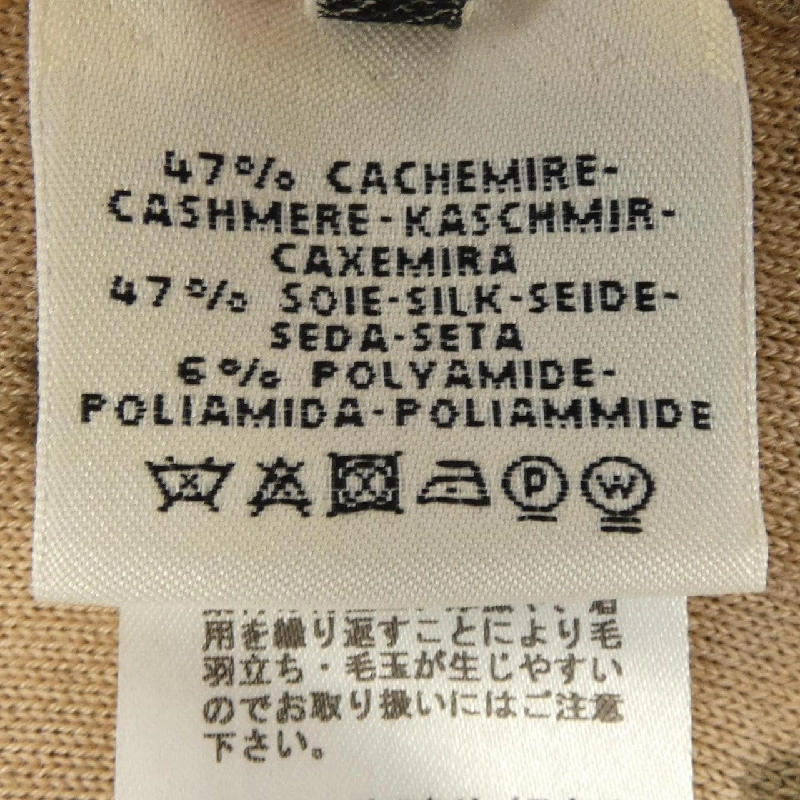 47% CACHEMIRE-
CASHMERE-KASCHMIR-
CAXEMIRA
47% SOIE-SILK-SEIDE-
SEDA-SETA
6% POLYAMIDE-
POLIAMIDA-POLIAMMIDE
P W
用を繰り返すことにより毛
羽立ち・毛玉が生じやすい
のでお取り扱いにはご注意
下さい。